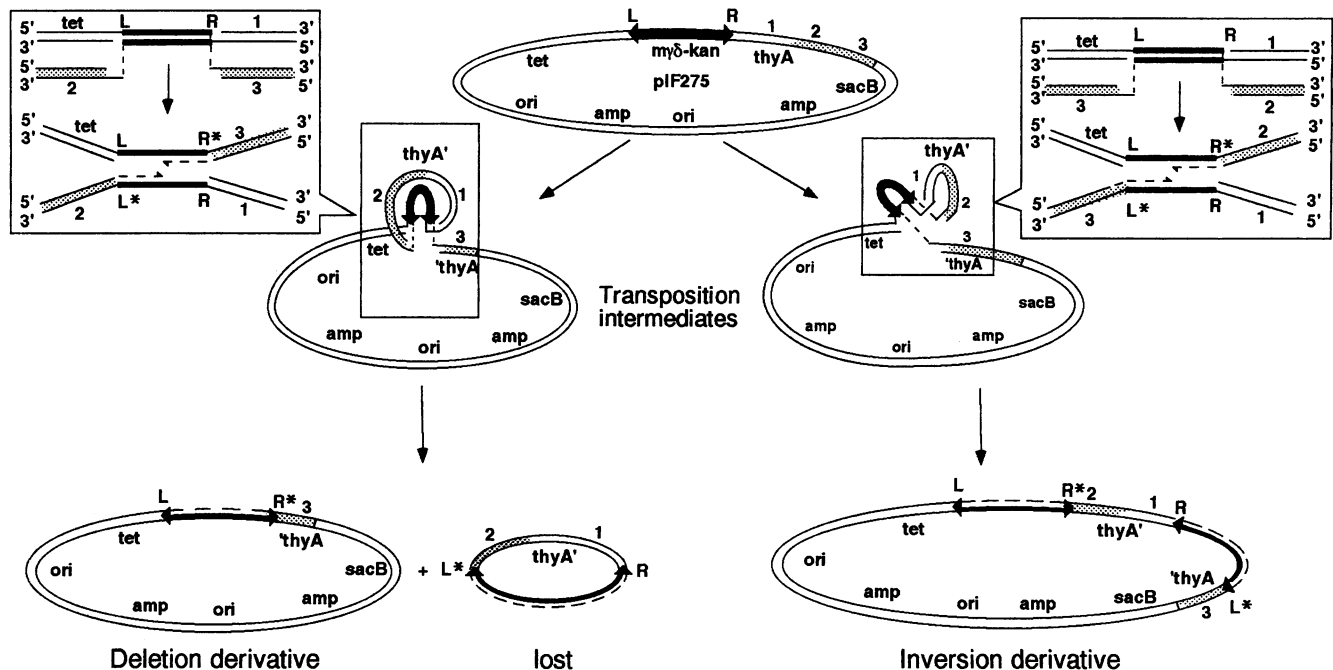 5' tet L R 1 3'
3' 5'
3' 5'
3' 2 3 5'
5' tet L R* 3 3'
3' 5'
5' 3'
3' 2 L* R 1 5'
L R 1 2 3
mγδ-kan thyA
tet pIF275 sacB
ori amp ori amp
5' tet L R 1 3'
3' 5'
3' 5'
3' 3 2 5'
5' tet L R* 2 3'
3' 5'
5' 3'
3' 3 L* R 1 5'
thyA'
2 1
3
tet 'thyA
ori
sacB
amp ori amp
Transposition
intermediates
thyA'
1
2
3
tet 'thyA
ori
sacB
amp ori amp
L R* 3
tet 'thyA
ori sacB
amp ori amp
+
2 1
thyA'
L* R
L R* 2 1 R
tet thyA'
ori 'thyA
amp ori amp sacB 3 L*
Deletion derivative
lost
Inversion derivative